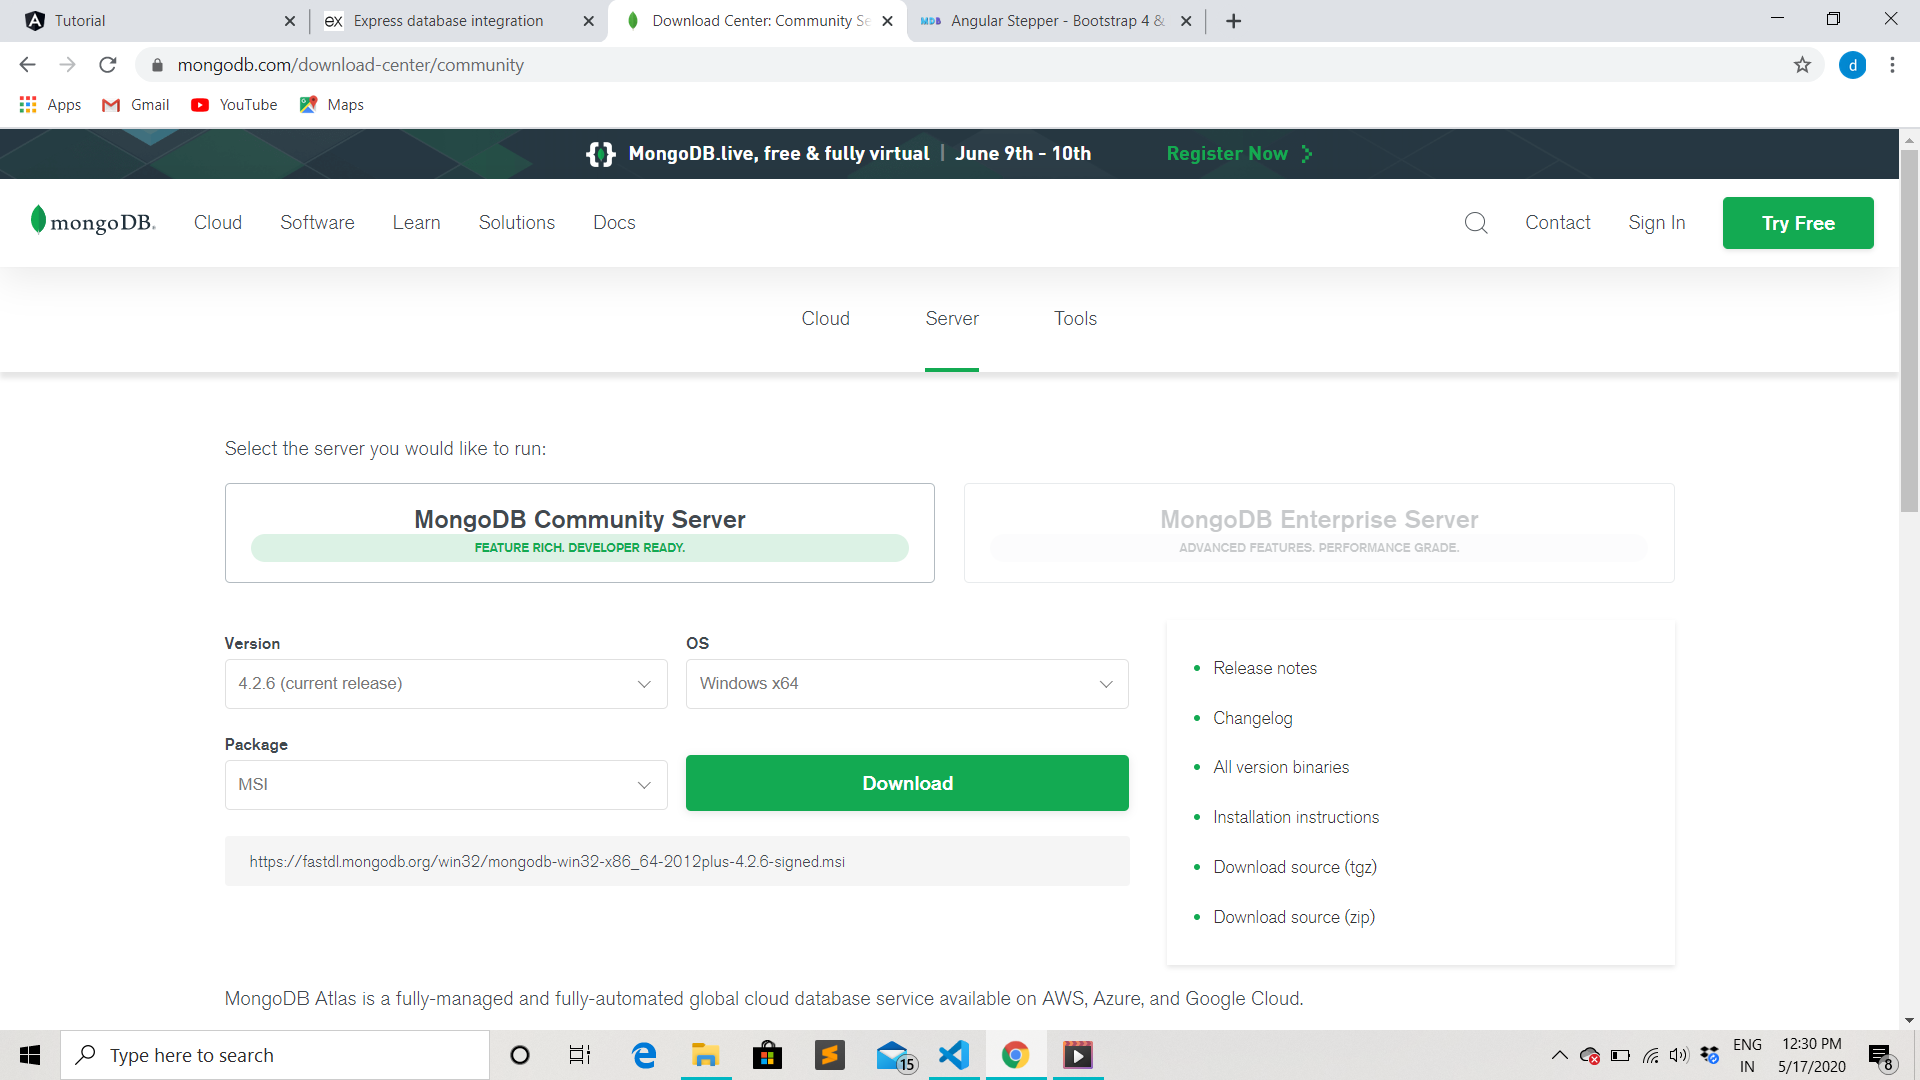 Tutorial
ex Express database integration
Download Center: Community Se
MDB Angular Stepper - Bootstrap 4 &
mongodb.com/download-center/community
d
Apps Gmail YouTube Maps
MongoDB.live, free & fully virtual | June 9th - 10th Register Now
mongoDB. Cloud Software Learn Solutions Docs Contact Sign In Try Free
Cloud Server Tools
Select the server you would like to run:
MongoDB Community Server
FEATURE RICH. DEVELOPER READY.
MongoDB Enterprise Server
ADVANCED FEATURES. PERFORMANCE GRADE.
Version
4.2.6 (current release)
OS
Windows x64
Package
MSI
Download
https://fastdl.mongodb.org/win32/mongodb-win32-x86_64-2012plus-4.2.6-signed.msi
Release notes
Changelog
All version binaries
Installation instructions
Download source (tgz)
Download source (zip)
MongoDB Atlas is a fully-managed and fully-automated global cloud database service available on AWS, Azure, and Google Cloud.
Type here to search
15
ENG
IN
12:30 PM
5/17/2020
8